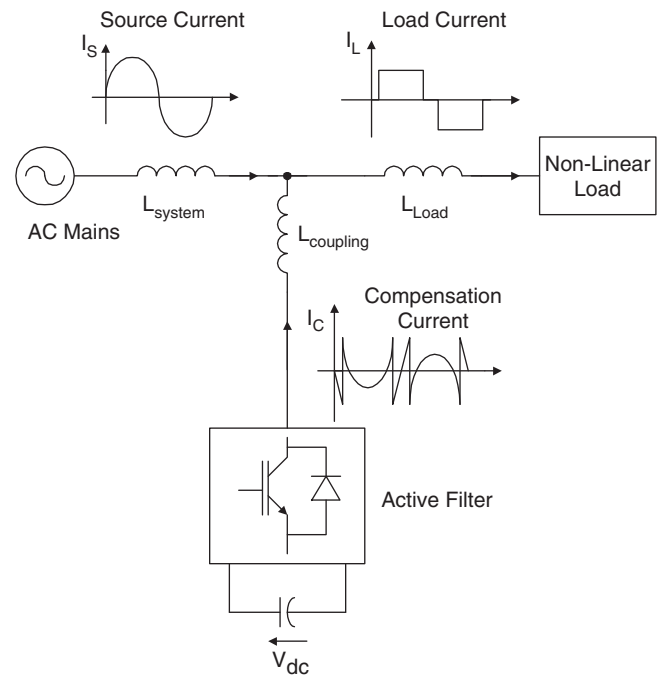 Source Current
Load Current
I_S
I_L
Non-Linear
Load
AC Mains
L_system
L_Load
L_coupling
Compensation
Current
I_C
Active Filter
V_dc